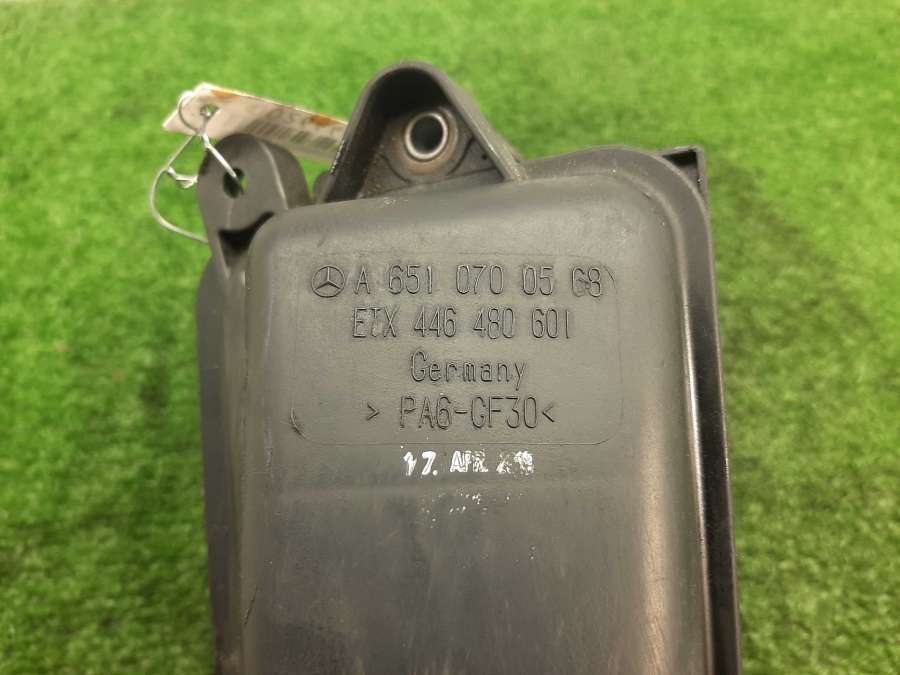 A 651 070 05 68
ETX 446 480 601
Germany
> PA6-GF30 <
17. APR.